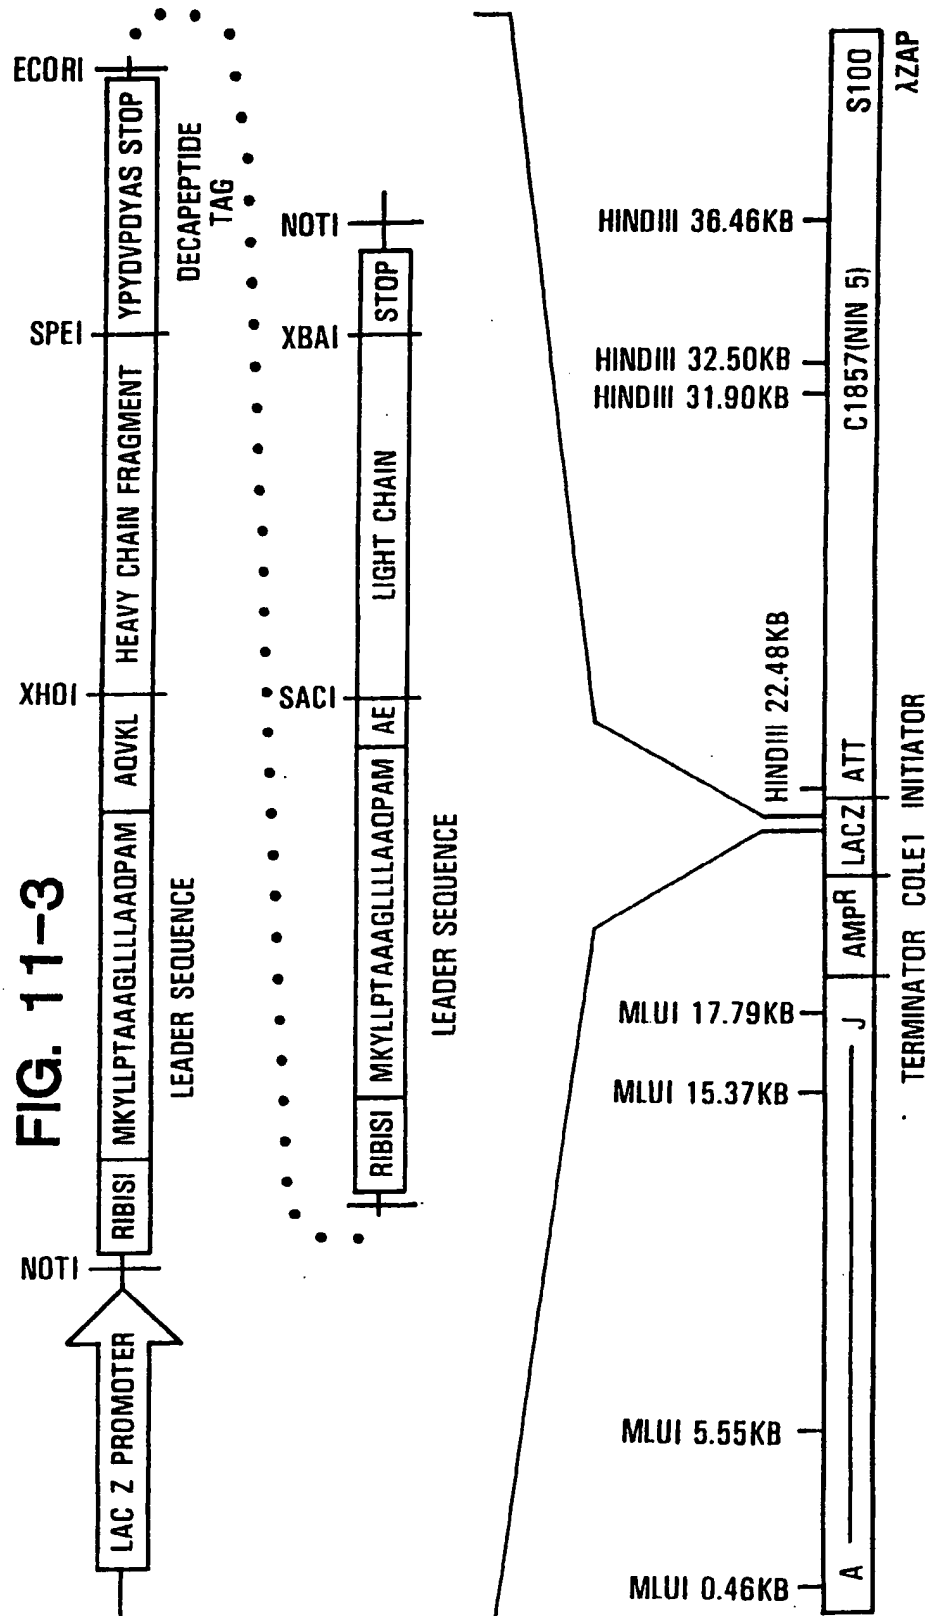 FIG. 11-3
LAC Z PROMOTER
NOTI
RIBISI
MKYLLPTAAAGLLLLAAQPAM
AQVKL
XHOI
HEAVY CHAIN FRAGMENT
SPEI
YPYDVPDYAS STOP
ECORI
LEADER SEQUENCE
DECAPEPTIDE
TAG
RIBISI
MKYLLPTAAAGLLLLAAQPAM
AE
SACI
LIGHT CHAIN
XBAI
STOP
NOTI
LEADER SEQUENCE
MLUI 0.46KB
MLUI 5.55KB
MLUI 15.37KB
MLUI 17.79KB
HINDIII 22.48KB
HINDIII 31.90KB
HINDIII 32.50KB
HINDIII 36.46KB
A
J
AMPR
LACZ
ATT
C1857(NIN 5)
S100
TERMINATOR COLE1 INITIATOR
λZAP